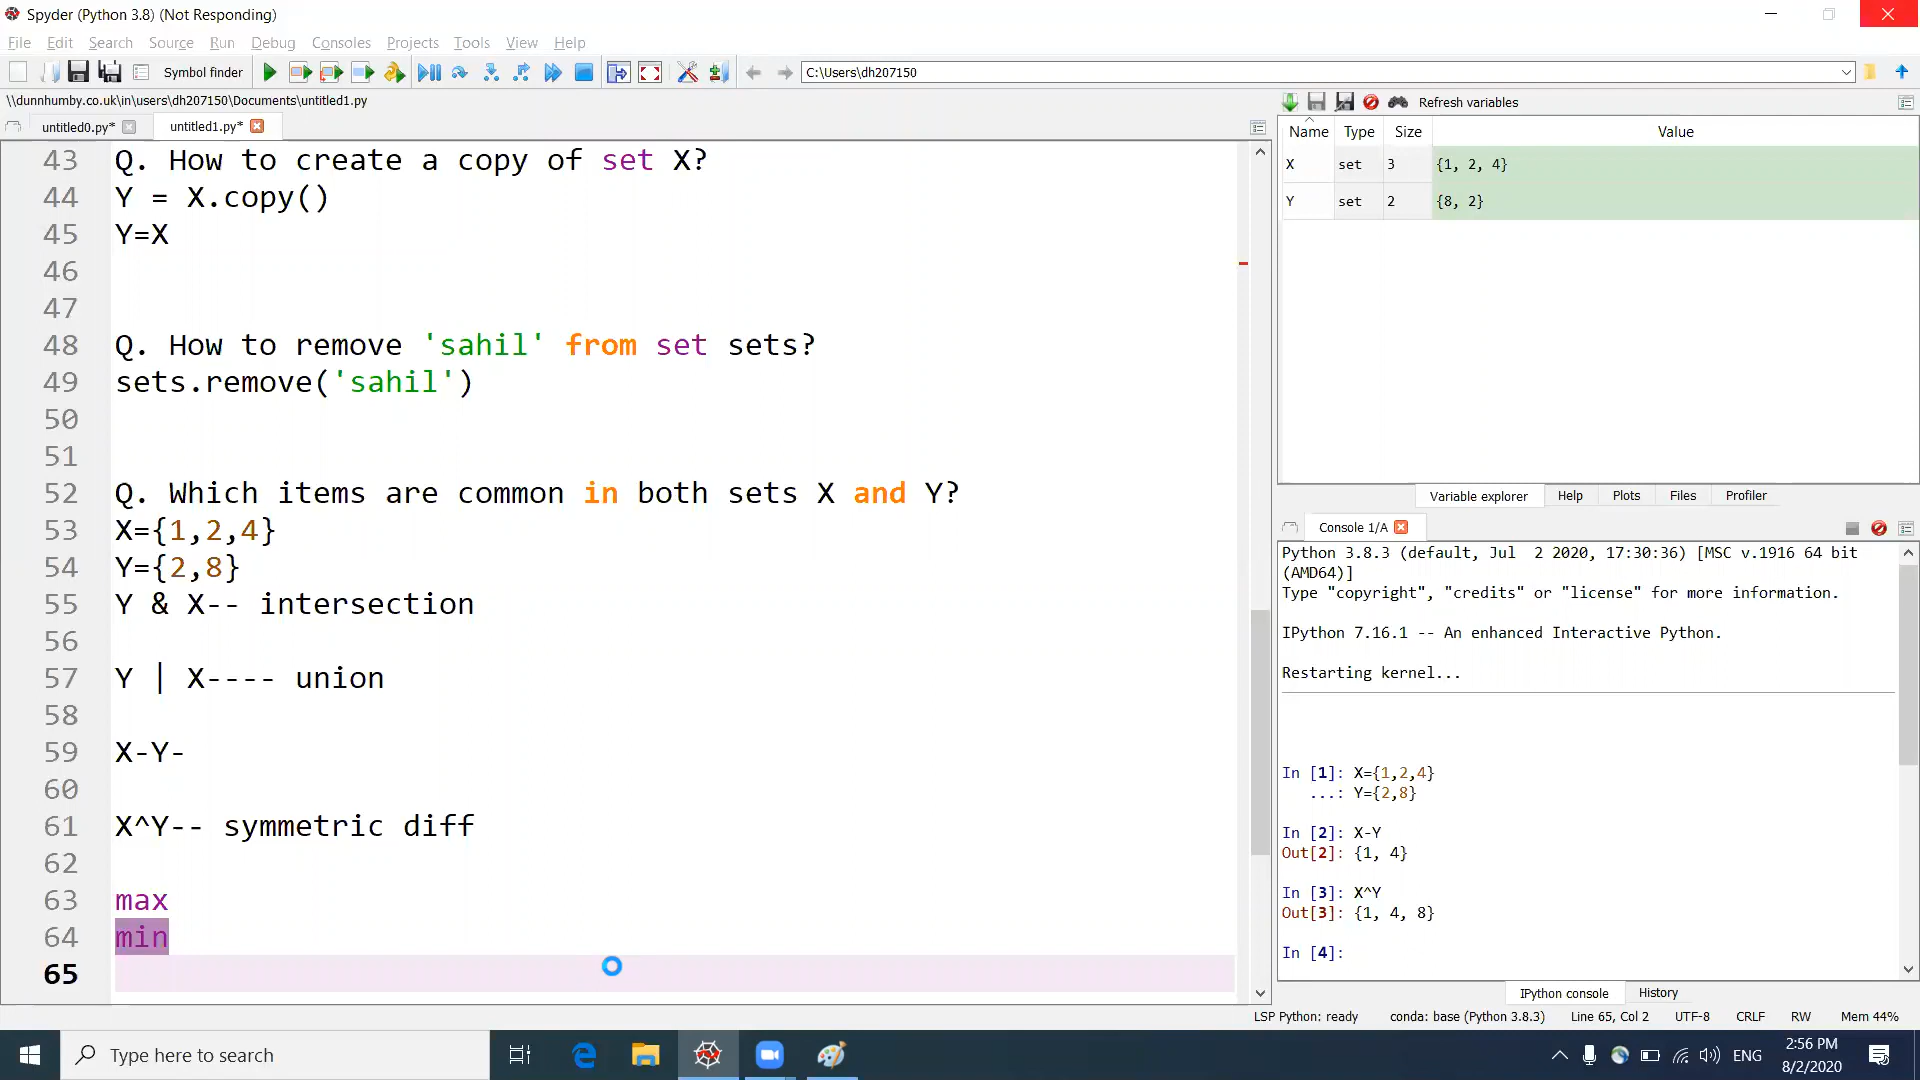 Spyder (Python 3.8) (Not Responding)
File Edit Search Source Run Debug Consoles Projects Tools View Help
Symbol finder
C:\Users\dh207150
\\dunnhumby.co.uk\in\users\dh207150\Documents\untitled1.py
Refresh variables
untitled0.py*
untitled1.py*
Name Type Size Value
X set 3 {1, 2, 4}
Y set 2 {8, 2}
43 Q. How to create a copy of set X?
44 Y = X.copy()
45 Y=X
46
47
48 Q. How to remove 'sahil' from set sets?
49 sets.remove('sahil')
50
51
52 Q. Which items are common in both sets X and Y?
53 X={1,2,4}
54 Y={2,8}
55 Y & X-- intersection
56
57 Y | X---- union
58
59 X-Y-
60
61 X^Y-- symmetric diff
62
63 max
64 min
65
Variable explorer Help Plots Files Profiler
Console 1/A
Python 3.8.3 (default, Jul  2 2020, 17:30:36) [MSC v.1916 64 bit
(AMD64)]
Type "copyright", "credits" or "license" for more information.
IPython 7.16.1 -- An enhanced Interactive Python.
Restarting kernel...
In [1]: X={1,2,4}
...: Y={2,8}
In [2]: X-Y
Out[2]: {1, 4}
In [3]: X^Y
Out[3]: {1, 4, 8}
In [4]:
IPython console History
LSP Python: ready conda: base (Python 3.8.3) Line 65, Col 2 UTF-8 CRLF RW Mem 44%
Type here to search
ENG
2:56 PM
8/2/2020